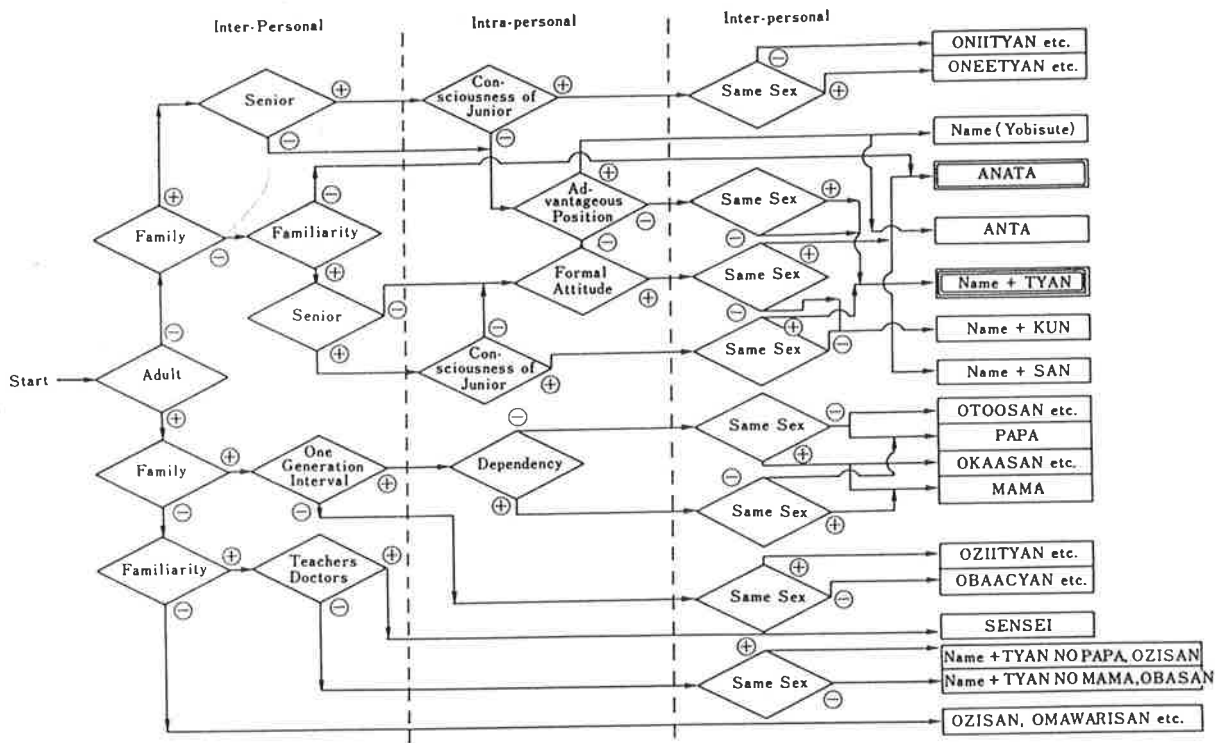 Inter-Personal
Intra-personal
Inter-personal
Senior
+
−
Con-
sciousness of
Junior
+
−
Same Sex
−
+
ONIITYAN etc.
ONEETYAN etc.
Name (Yobisute)
ANATA
ANTA
Name + TYAN
Name + KUN
Name + SAN
Family
+
−
Familiarity
−
+
Ad-
vantageous
Position
+
−
−
Same Sex
+
−
Senior
−
+
Formal
Attitude
+
Same Sex
+
−
Start
Adult
−
+
Con-
sciousness of
Junior
−
+
Same Sex
+
−
Family
+
−
One
Generation
Interval
+
−
Dependency
−
+
Same Sex
−
+
Same Sex
−
+
OTOOSAN etc.
PAPA
OKAASAN etc.
MAMA
Familiarity
+
−
Teachers
Doctors
+
−
Same Sex
+
−
OZIITYAN etc.
OBAACYAN etc.
SENSEI
Same Sex
+
−
Name + TYAN NO PAPA, OZISAN
Name + TYAN NO MAMA, OBASAN
OZISAN, OMAWARISAN etc.